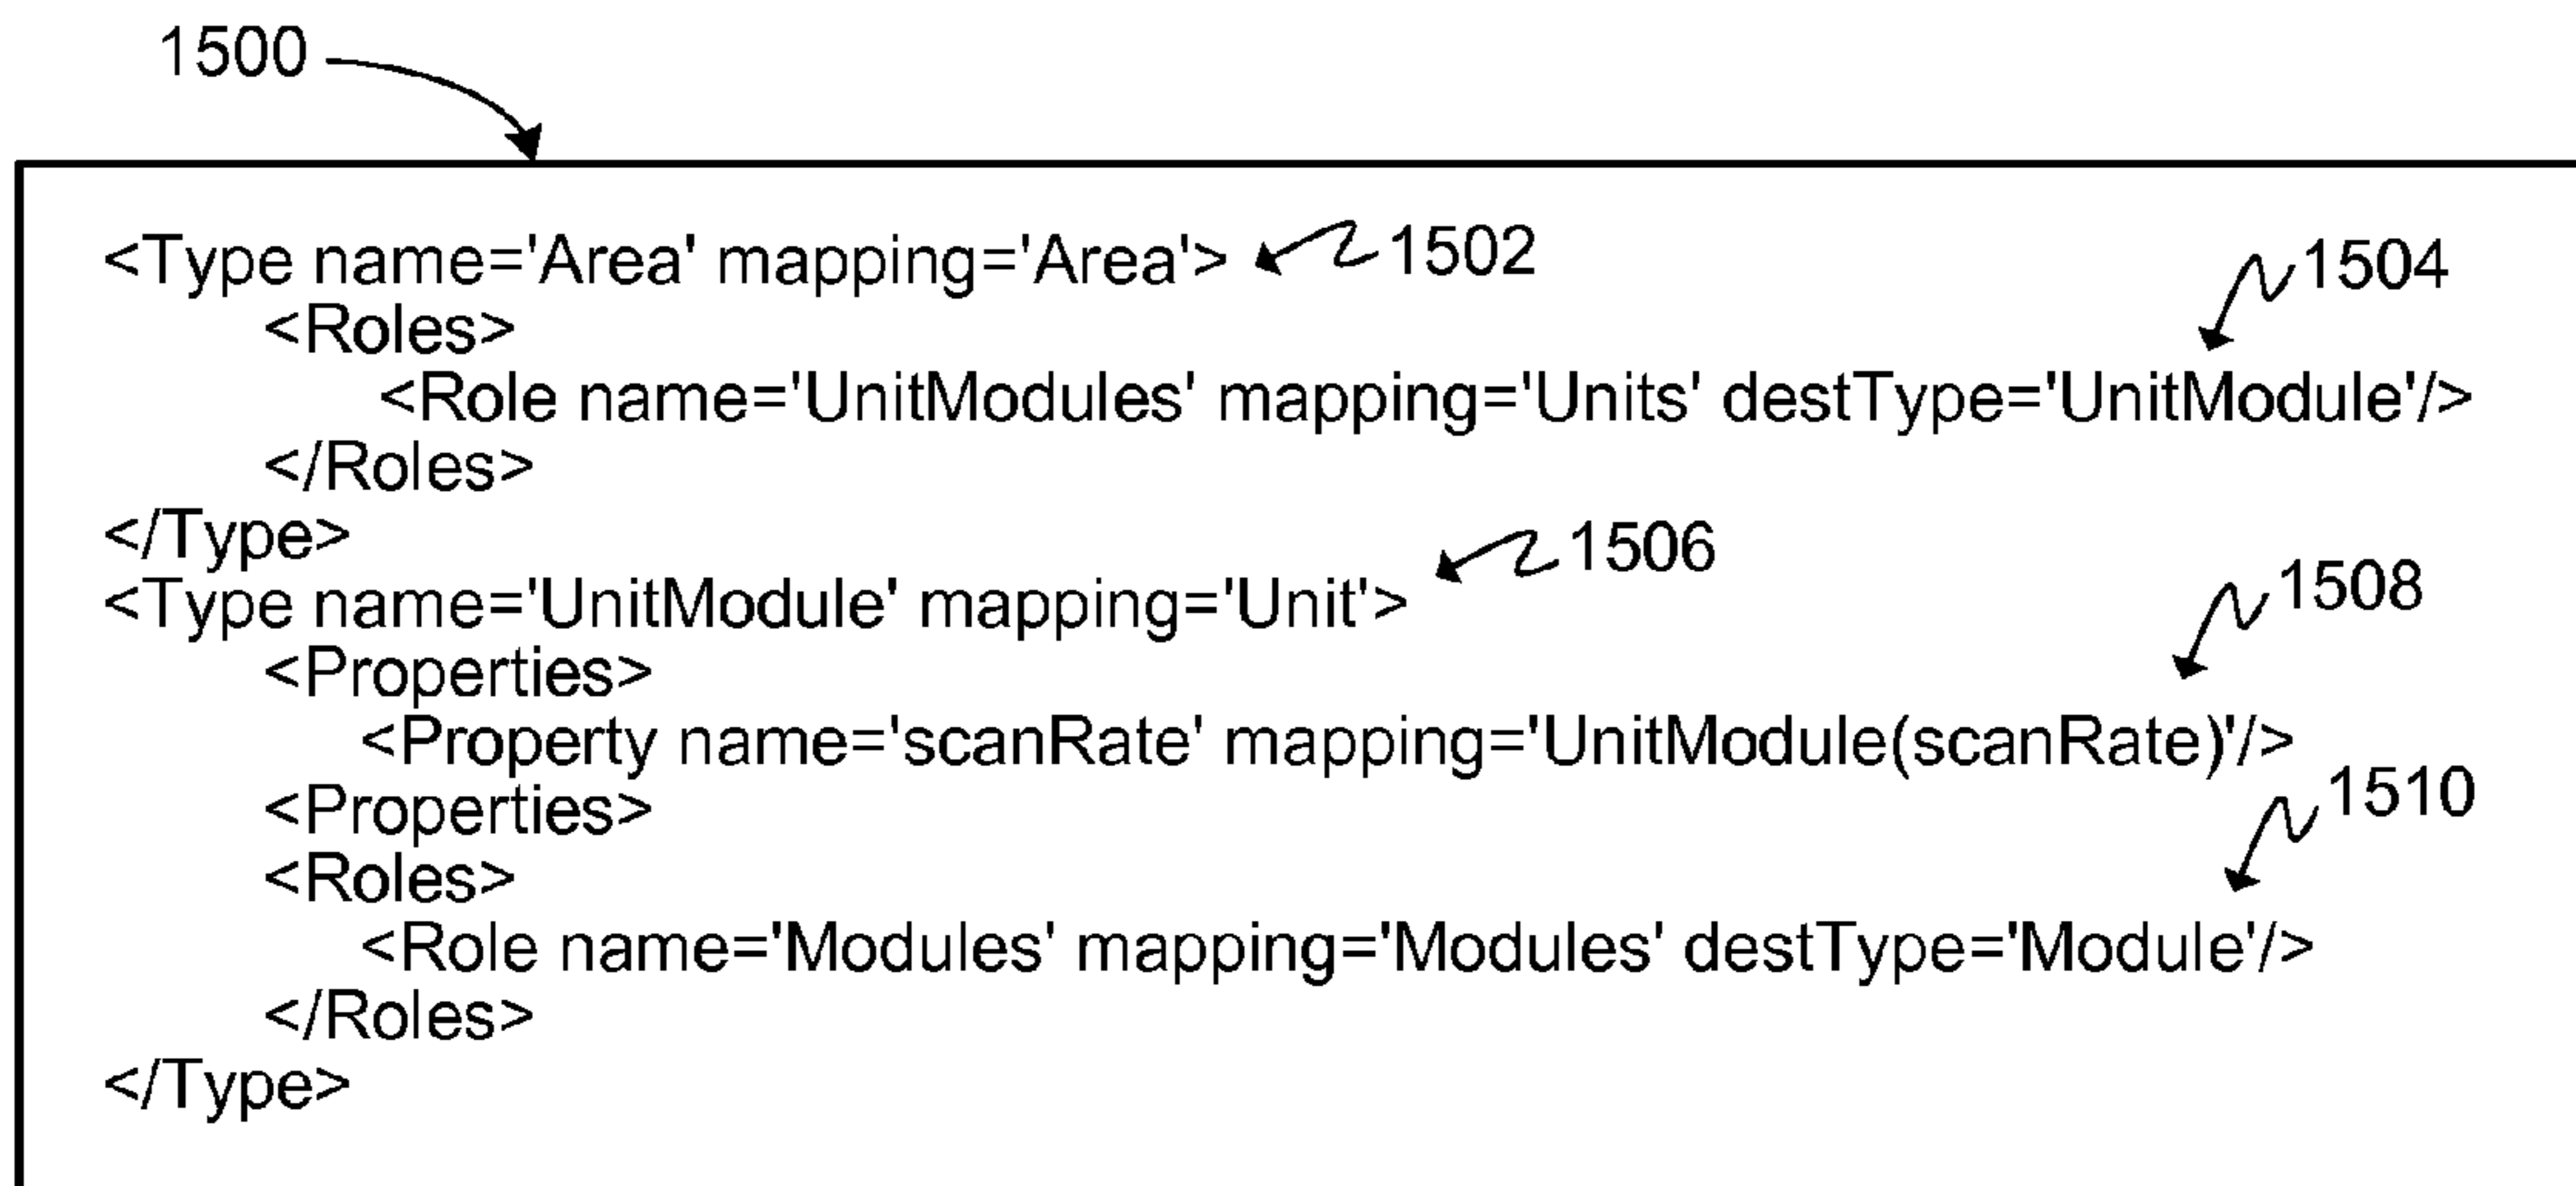 1500
<Type name='Area' mapping='Area'> 1502
1504
<Roles>
<Role name='UnitModules' mapping='Units' destType='UnitModule'/>
</Roles>
</Type>
1506
<Type name='UnitModule' mapping='Unit'>
1508
<Properties>
<Property name='scanRate' mapping='UnitModule(scanRate)'/>
<Properties>
1510
<Roles>
<Role name='Modules' mapping='Modules' destType='Module'/>
</Roles>
</Type>